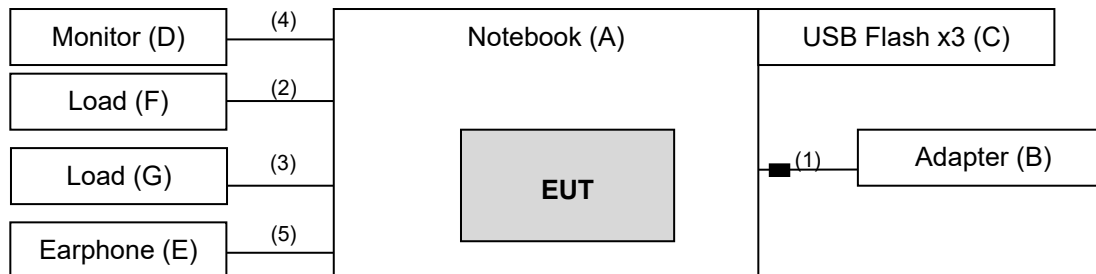 Monitor (D)
(4)
Notebook (A)
USB Flash x3 (C)
Load (F)
(2)
Load (G)
(3)
EUT
(1)
Adapter (B)
Earphone (E)
(5)